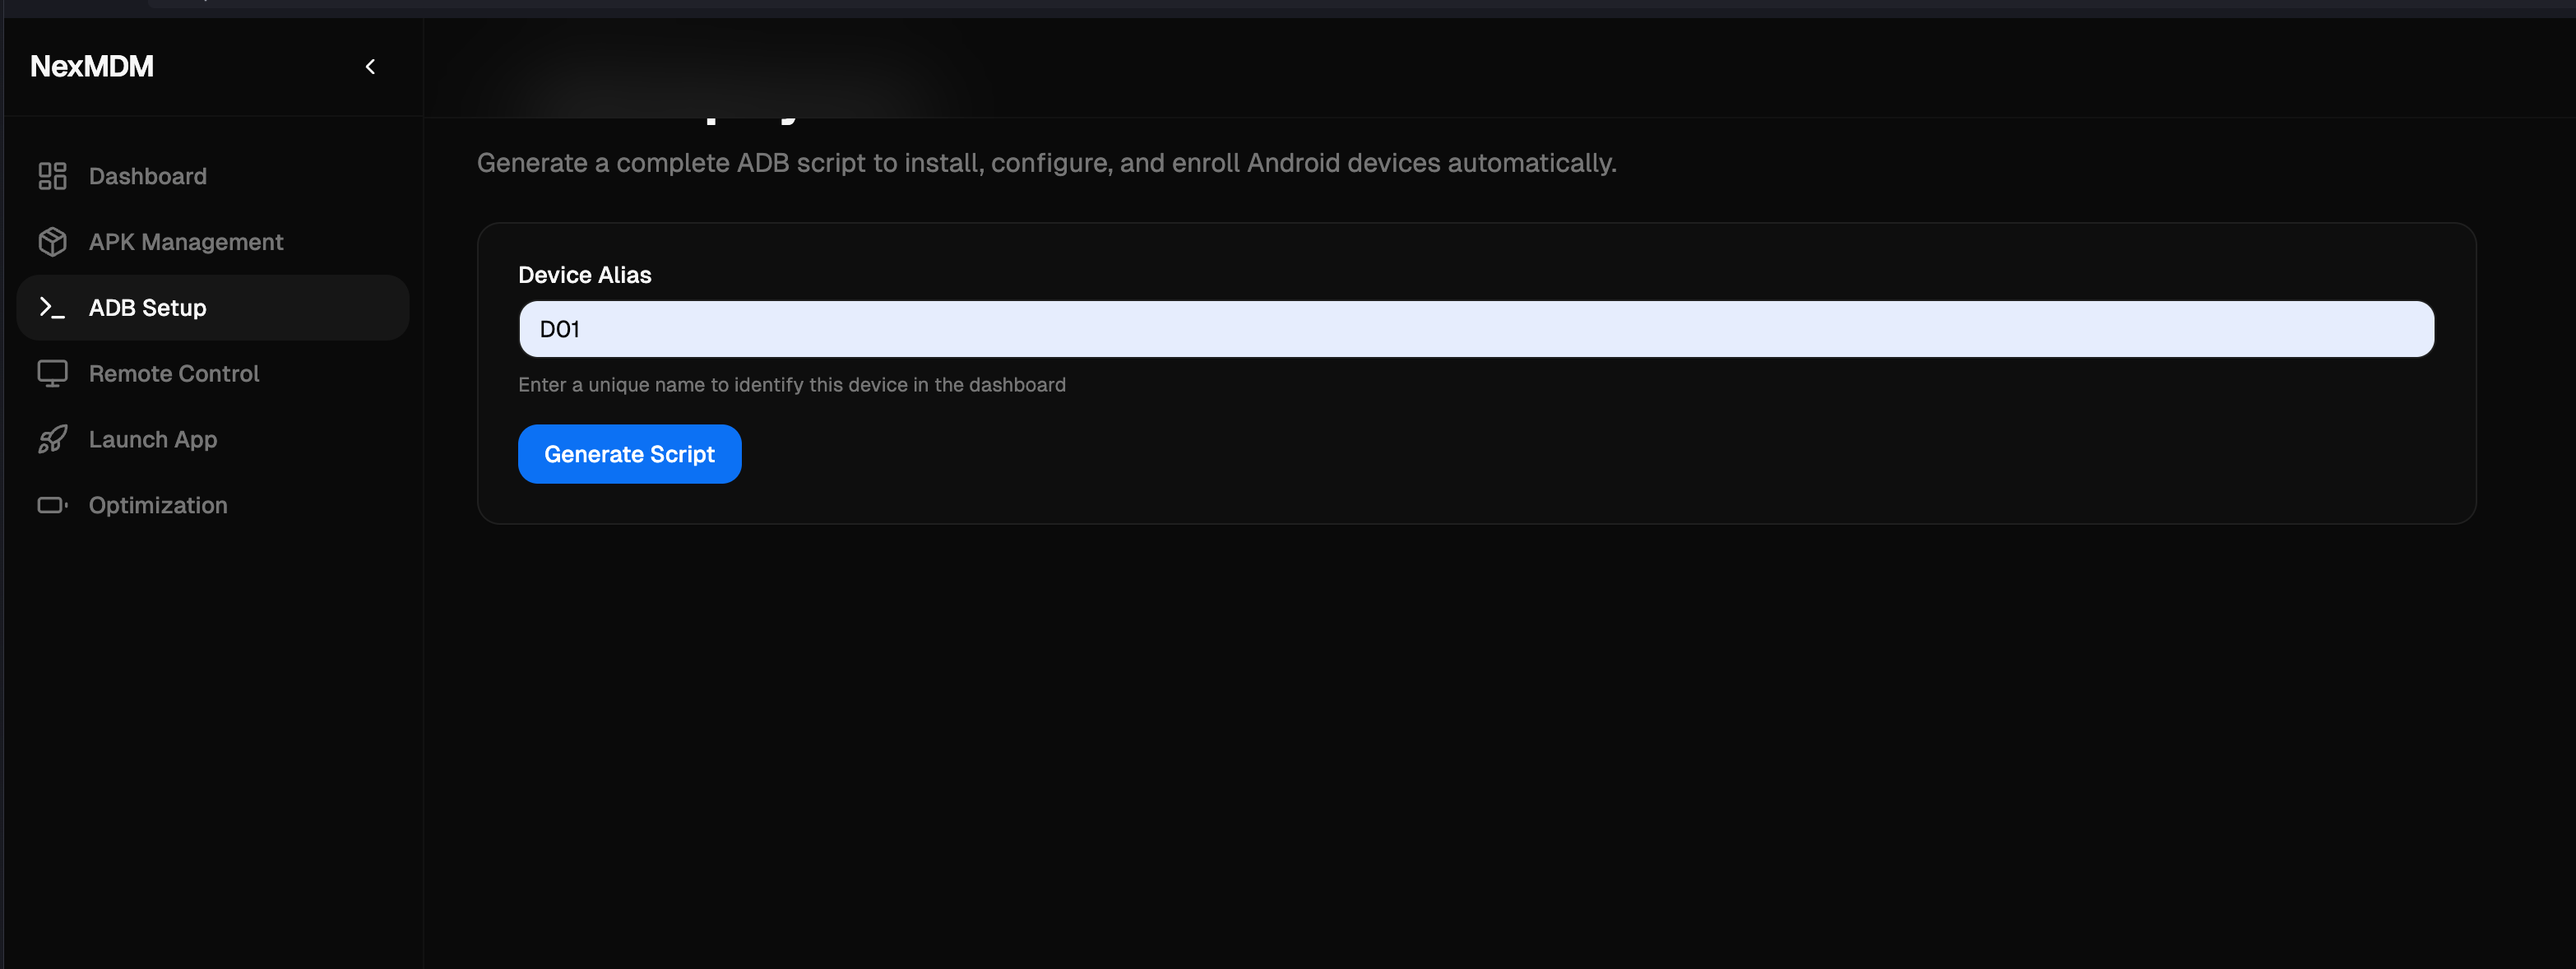 NexMDM
Dashboard
APK Management
ADB Setup
Remote Control
Launch App
Optimization
Generate a complete ADB script to install, configure, and enroll Android devices automatically.
Device Alias
D01
Enter a unique name to identify this device in the dashboard
Generate Script